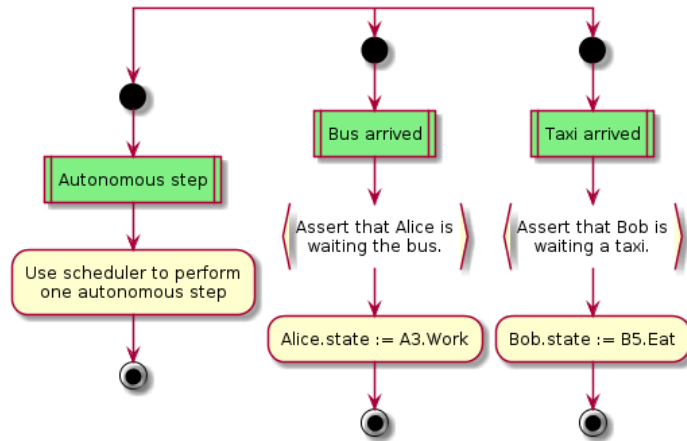 Autonomous step
Use scheduler to perform
one autonomous step
Bus arrived
Assert that Alice is
waiting the bus.
Alice.state := A3.Work
Taxi arrived
Assert that Bob is
waiting a taxi.
Bob.state := B5.Eat